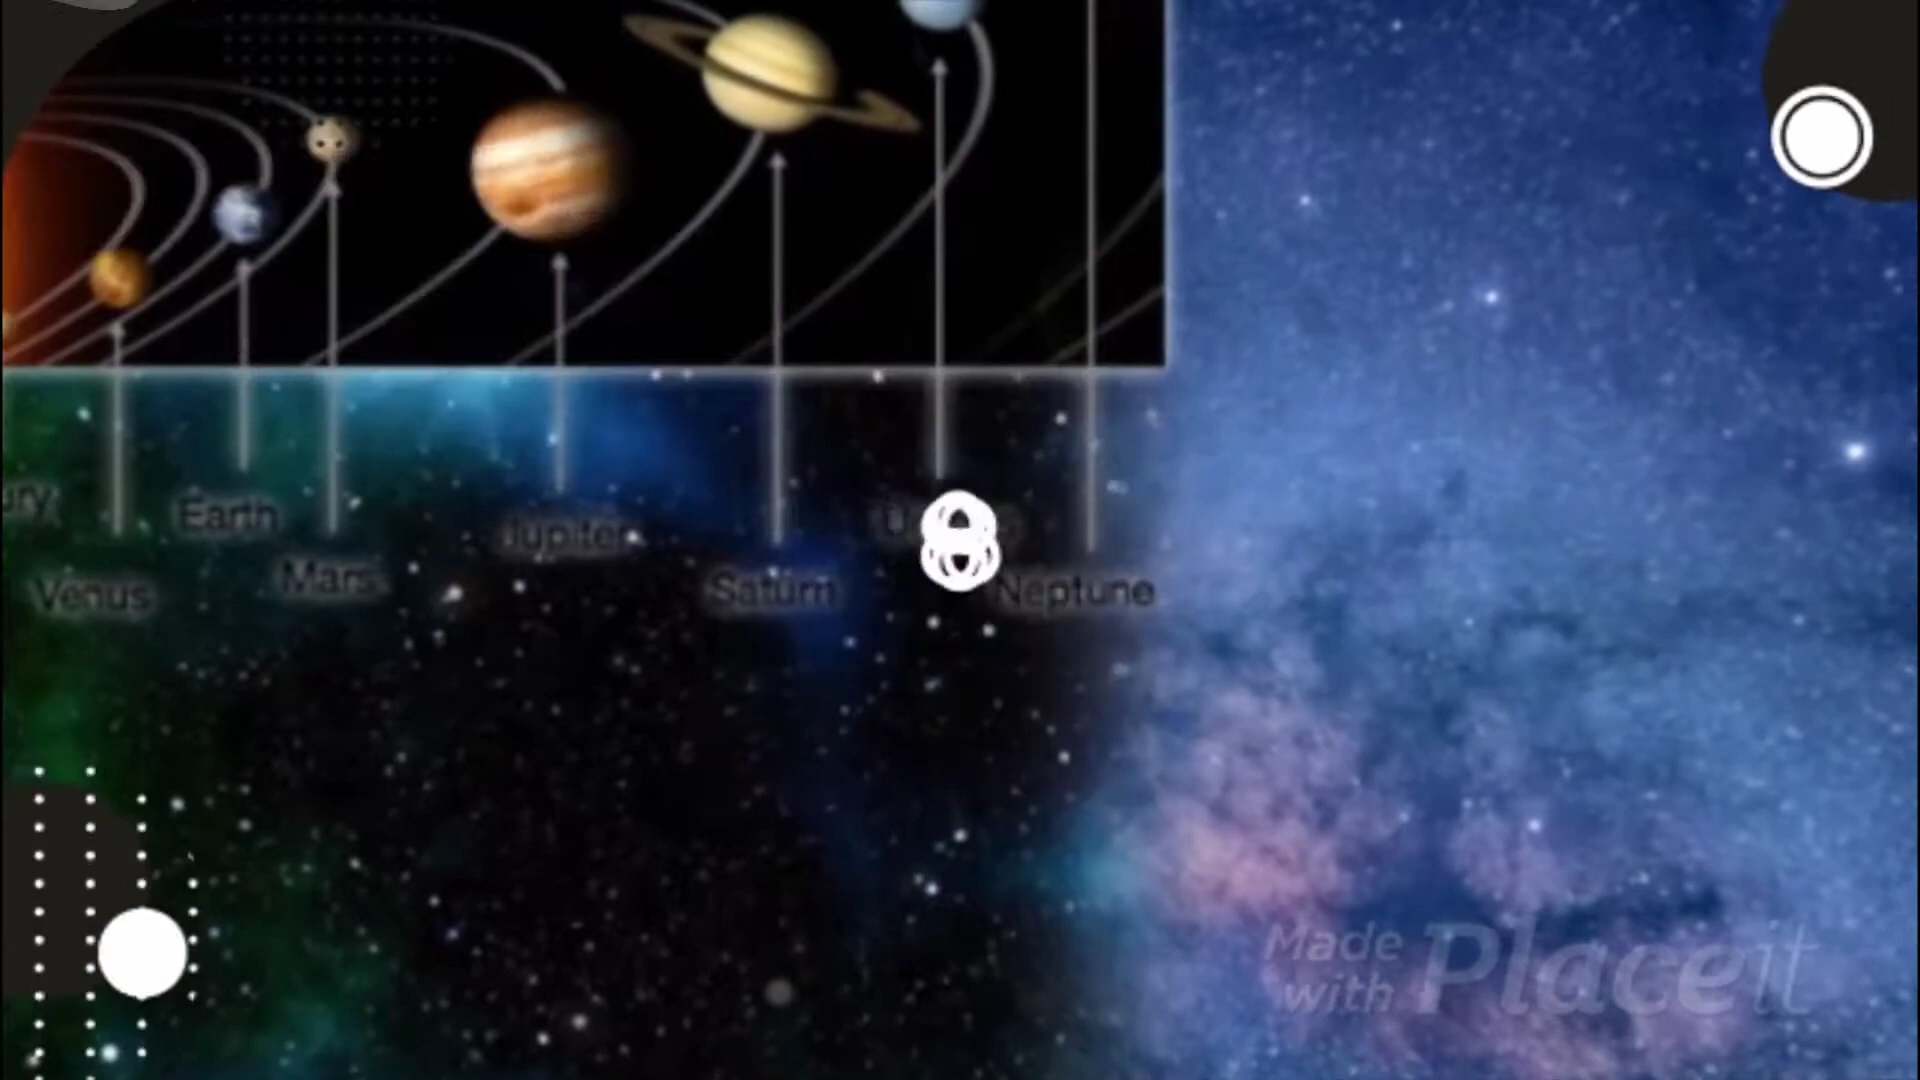 Earth
Jupiter
Mars
Venus
Saturn
Neptune
Made
with Placeit